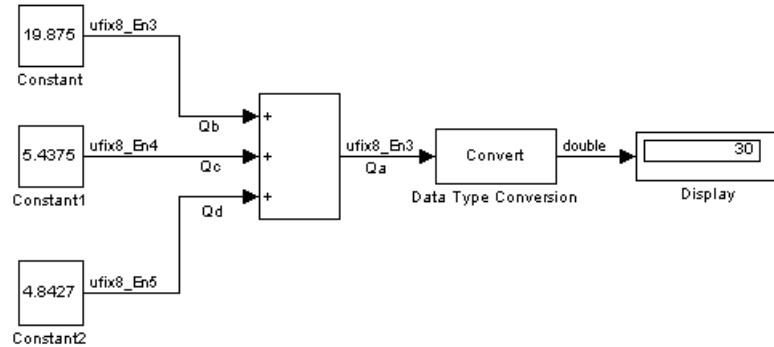 19.875
ufix8_En3
Constant
Qb
5.4375
ufix8_En4
Constant1
Qc
4.8427
ufix8_En5
Constant2
Qd
+
+
+
ufix8_En3
Qa
Convert
Data Type Conversion
double
30
Display